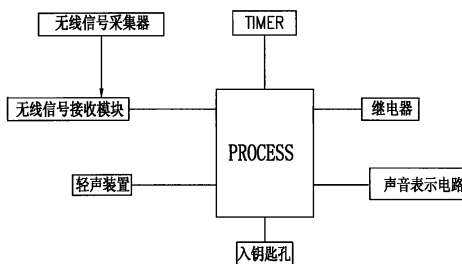 无线信号采集器
TIMER
无线信号接收模块
继电器
PROCESS
轻声装置
声音表示电路
入钥匙孔